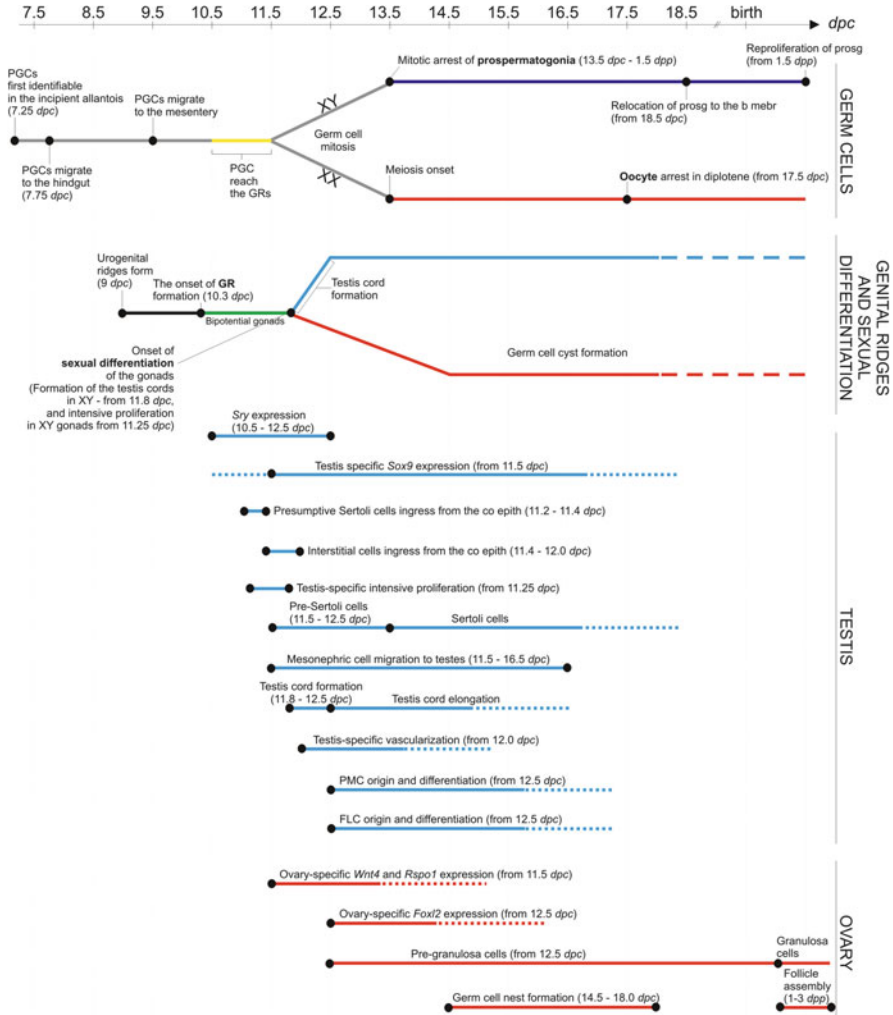 7.5 8.5 9.5 10.5 11.5 12.5 13.5 14.5 15.5 16.5 17.5 18.5 birth dpc
PGCs
first identifiable
in the incipient allantois
(7.25 dpc)
PGCs migrate
to the mesentery
PGCs migrate
to the hindgut
(7.75 dpc)
PGC
reach
the GRs
XY
Germ cell
mitosis
XX
Mitotic arrest of prospermatogonia (13.5 dpc - 1.5 dpp)
Reproliferation of prosg
(from 1.5 dpp)
Relocation of prosg to the b mebr
(from 18.5 dpc)
Meiosis onset
Oocyte arrest in diplotene (from 17.5 dpc)
GERM CELLS
Urogenital
ridges form
(9 dpc)
The onset of GR
formation (10.3 dpc)
Bipotential gonads
Testis cord
formation
Onset of
sexual differentiation
of the gonads
(Formation of the testis cords
in XY - from 11.8 dpc,
and intensive proliferation
in XY gonads from 11.25 dpc)
Germ cell cyst formation
GENITAL RIDGES
AND SEXUAL
DIFFERENTIATION
Sry expression
(10.5 - 12.5 dpc)
Testis specific Sox9 expression (from 11.5 dpc)
Presumptive Sertoli cells ingress from the co epith (11.2 - 11.4 dpc)
Interstitial cells ingress from the co epith (11.4 - 12.0 dpc)
Testis-specific intensive proliferation (from 11.25 dpc)
Pre-Sertoli cells
(11.5 - 12.5 dpc)
Sertoli cells
Mesonephric cell migration to testes (11.5 - 16.5 dpc)
Testis cord formation
(11.8 - 12.5 dpc)
Testis cord elongation
Testis-specific vascularization (from 12.0 dpc)
PMC origin and differentiation (from 12.5 dpc)
FLC origin and differentiation (from 12.5 dpc)
TESTIS
Ovary-specific Wnt4 and Rspo1 expression (from 11.5 dpc)
Ovary-specific Foxl2 expression (from 12.5 dpc)
Pre-granulosa cells (from 12.5 dpc)
Granulosa
cells
Germ cell nest formation (14.5 - 18.0 dpc)
Follicle
assembly
(1-3 dpp)
OVARY